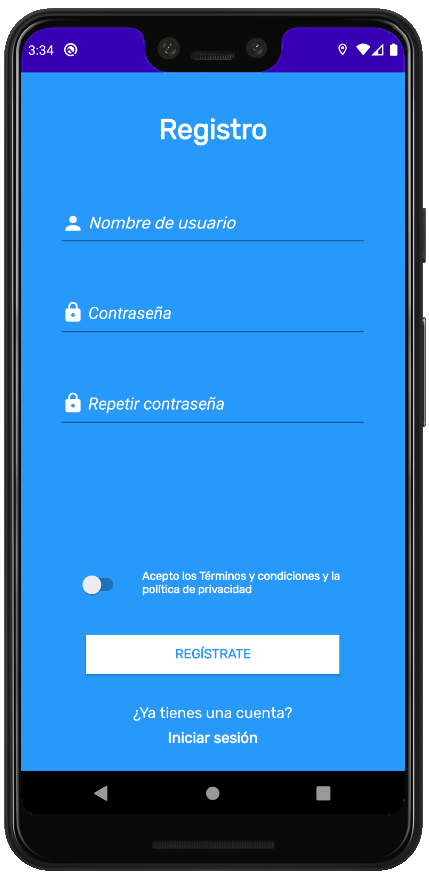 3:34
Registro
Nombre de usuario
Contraseña
Repetir contraseña
Acepto los Términos y condiciones y la
política de privacidad
REGÍSTRATE
¿Ya tienes una cuenta?
Iniciar sesión